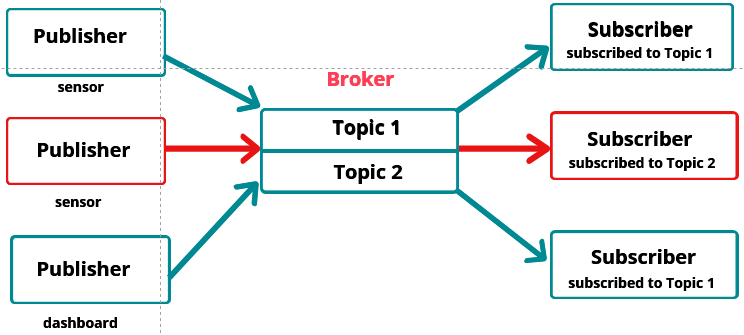 Publisher
sensor
Publisher
sensor
Publisher
dashboard
Broker
Topic 1
Topic 2
Subscriber
subscribed to Topic 1
Subscriber
subscribed to Topic 2
Subscriber
subscribed to Topic 1